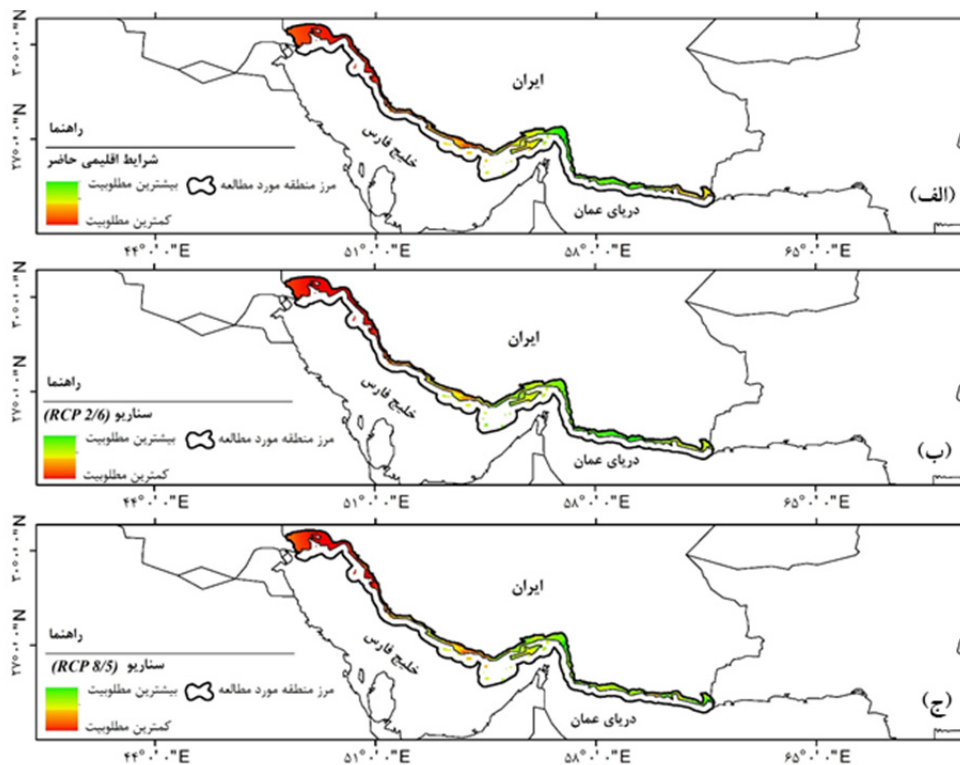 ۳۰°۰'۰"N
ایران
۲۷°۰'۰"N
خلیج فارس
راهنما
شرایط اقلیمی حاضر
بیشترین مطلوبیت
مرز منطقه مورد مطالعه
کمترین مطلوبیت
دریای عمان
(الف)
۴۴°۰'۰"E
۵۱°۰'۰"E
۵۸°۰'۰"E
۶۵°۰'۰"E
۳۰°۰'۰"N
ایران
۲۷°۰'۰"N
خلیج فارس
راهنما
سناریو (RCP 2/6)
بیشترین مطلوبیت
مرز منطقه مورد مطالعه
کمترین مطلوبیت
دریای عمان
(ب)
۴۴°۰'۰"E
۵۱°۰'۰"E
۵۸°۰'۰"E
۶۵°۰'۰"E
۳۰°۰'۰"N
ایران
۲۷°۰'۰"N
خلیج فارس
راهنما
سناریو (RCP 8/5)
بیشترین مطلوبیت
مرز منطقه مورد مطالعه
کمترین مطلوبیت
دریای عمان
(ج)
۴۴°۰'۰"E
۵۱°۰'۰"E
۵۸°۰'۰"E
۶۵°۰'۰"E